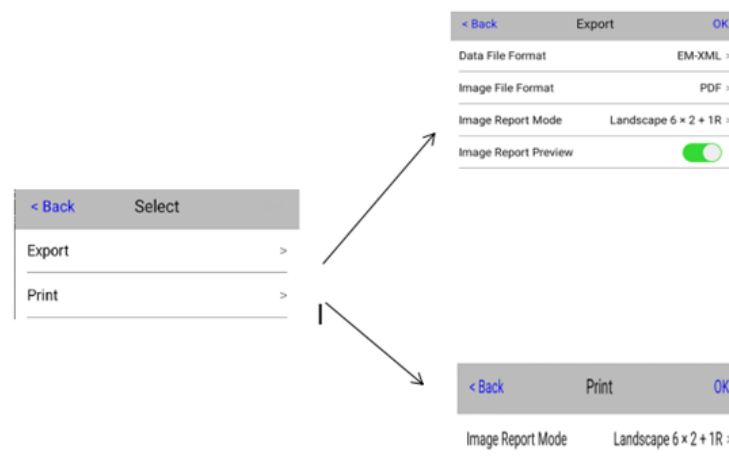 < Back Export OK
Data File Format EM-XML >
Image File Format PDF >
Image Report Mode Landscape 6 × 2 + 1R >
Image Report Preview
< Back Select
Export >
Print >
< Back Print OK
Image Report Mode Landscape 6 × 2 + 1R >